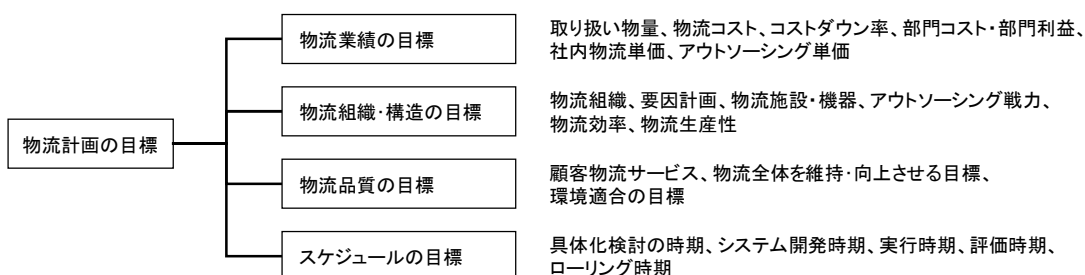 物流計画の目標
物流業績の目標
取り扱い物量、物流コスト、コストダウン率、部門コスト・部門利益、
社内物流単価、アウトソーシング単価
物流組織・構造の目標
物流組織、要因計画、物流施設・機器、アウトソーシング戦力、
物流効率、物流生産性
物流品質の目標
顧客物流サービス、物流全体を維持・向上させる目標、
環境適合の目標
スケジュールの目標
具体化検討の時期、システム開発時期、実行時期、評価時期、
ローリング時期